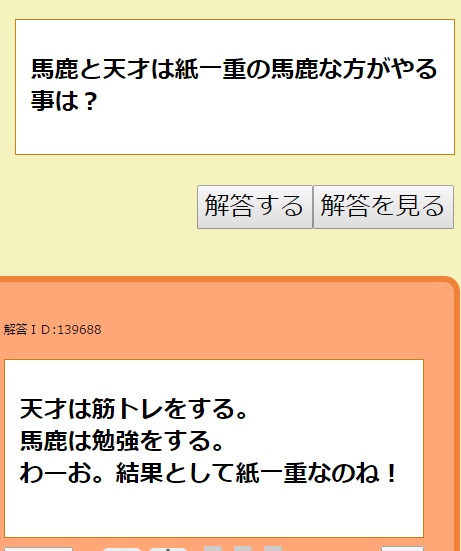 馬鹿と天才は紙一重の馬鹿な方がやる
事は？
解答する
解答を見る
解答ＩＤ:139688
天才は筋トレをする。
馬鹿は勉強をする。
わーお。結果として紙一重なのね！